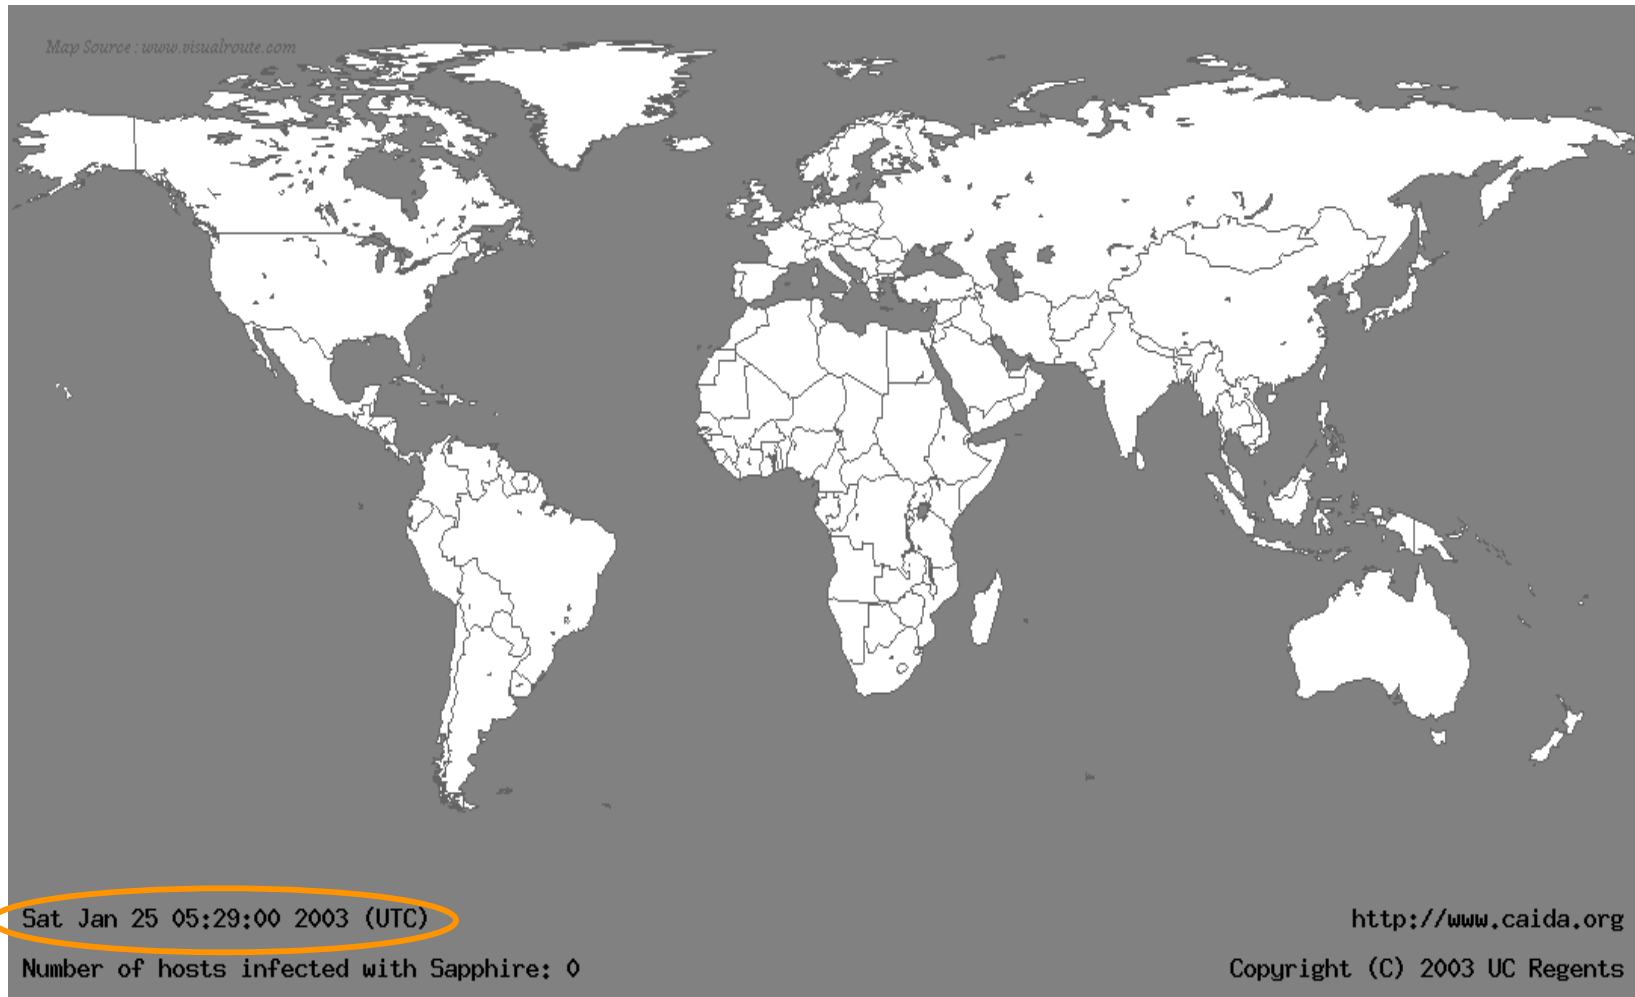 Map Source : www.visualroute.com
Sat Jan 25 05:29:00 2003 (UTC)
http://www.caida.org
Number of hosts infected with Sapphire: 0
Copyright (C) 2003 UC Regents